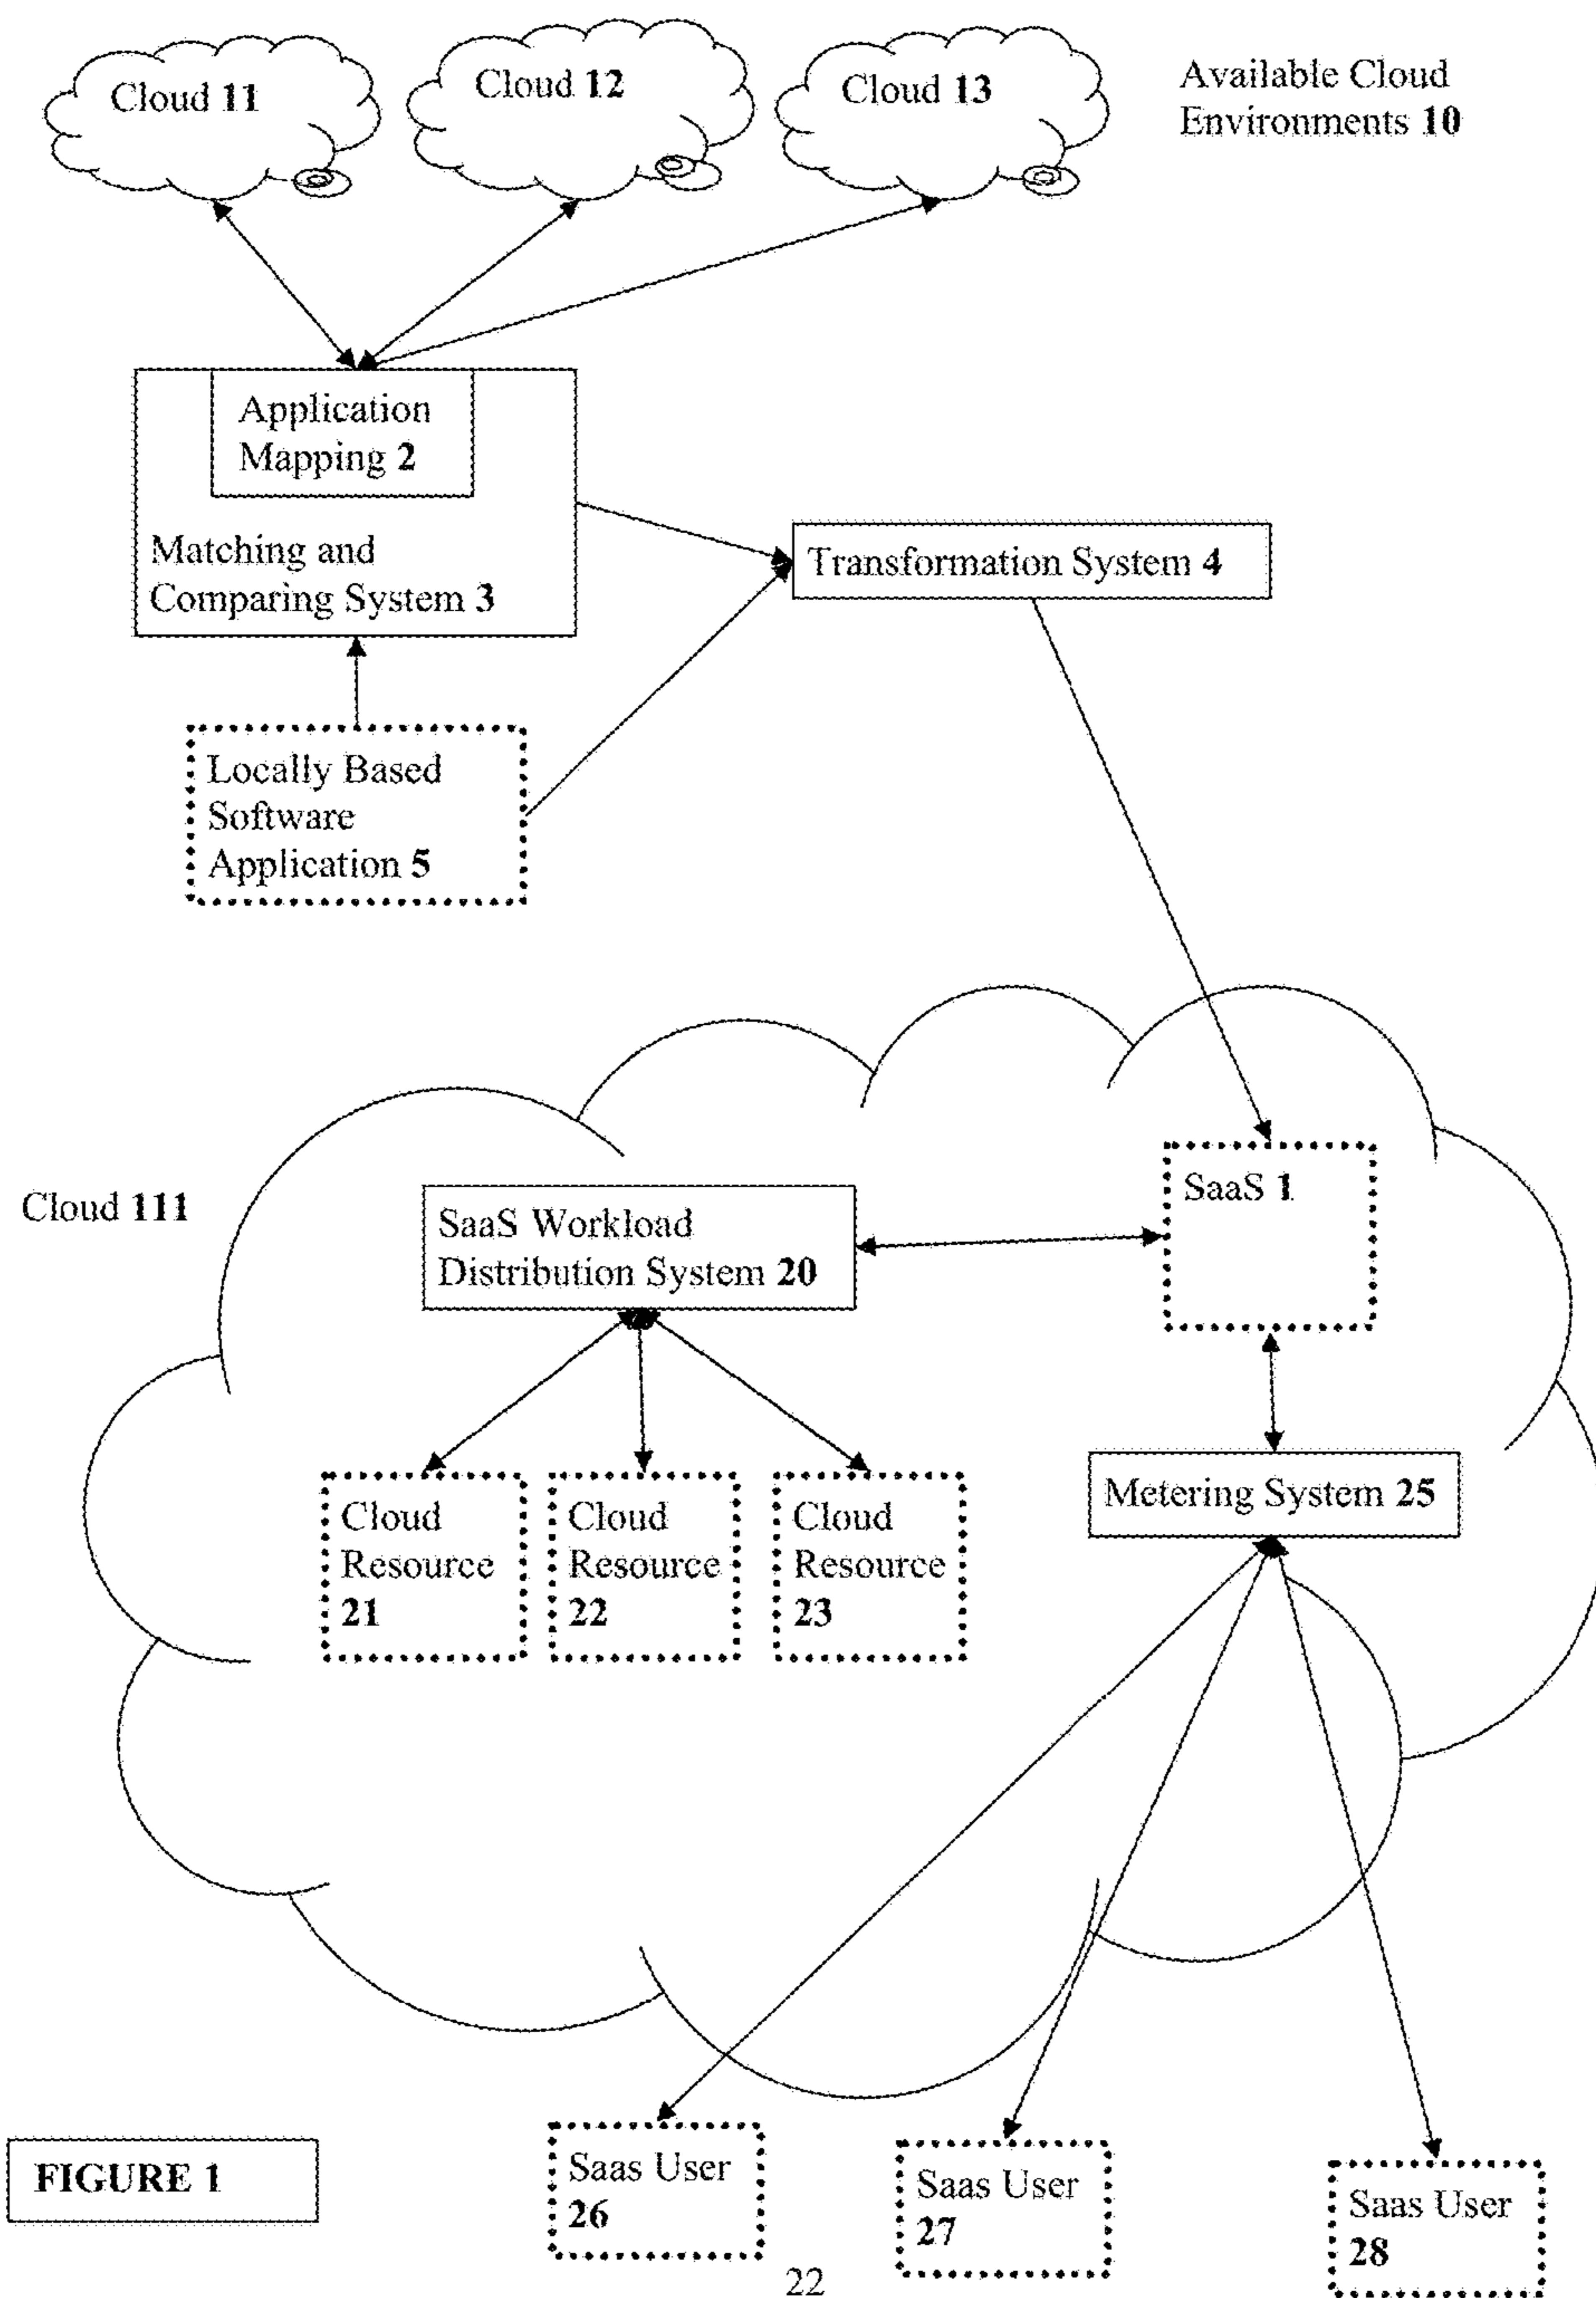 Cloud 11
Cloud 12
Cloud 13
Available Cloud
Environments 10
Application
Mapping 2
Matching and
Comparing System 3
Transformation System 4
Locally Based
Software
Application 5
Cloud 111
SaaS Workload
Distribution System 20
SaaS 1
Cloud
Resource
21
Cloud
Resource
22
Cloud
Resource
23
Metering System 25
FIGURE 1
Saas User
26
Saas User
27
Saas User
28
22